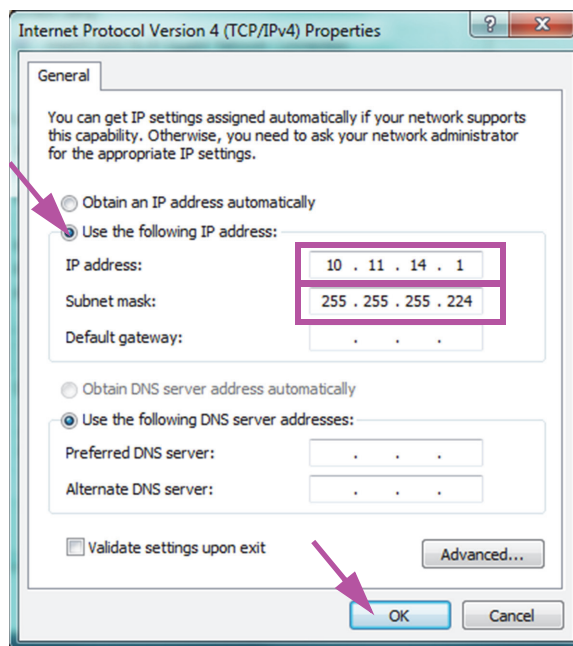 Internet Protocol Version 4 (TCP/IPv4) Properties
?
X
General
You can get IP settings assigned automatically if your network supports
this capability. Otherwise, you need to ask your network administrator
for the appropriate IP settings.
Obtain an IP address automatically
Use the following IP address:
IP address: 10 . 11 . 14 . 1
Subnet mask: 255 . 255 . 255 . 224
Default gateway: . . .
Obtain DNS server address automatically
Use the following DNS server addresses:
Preferred DNS server: . . .
Alternate DNS server: . . .
Validate settings upon exit
Advanced...
OK Cancel